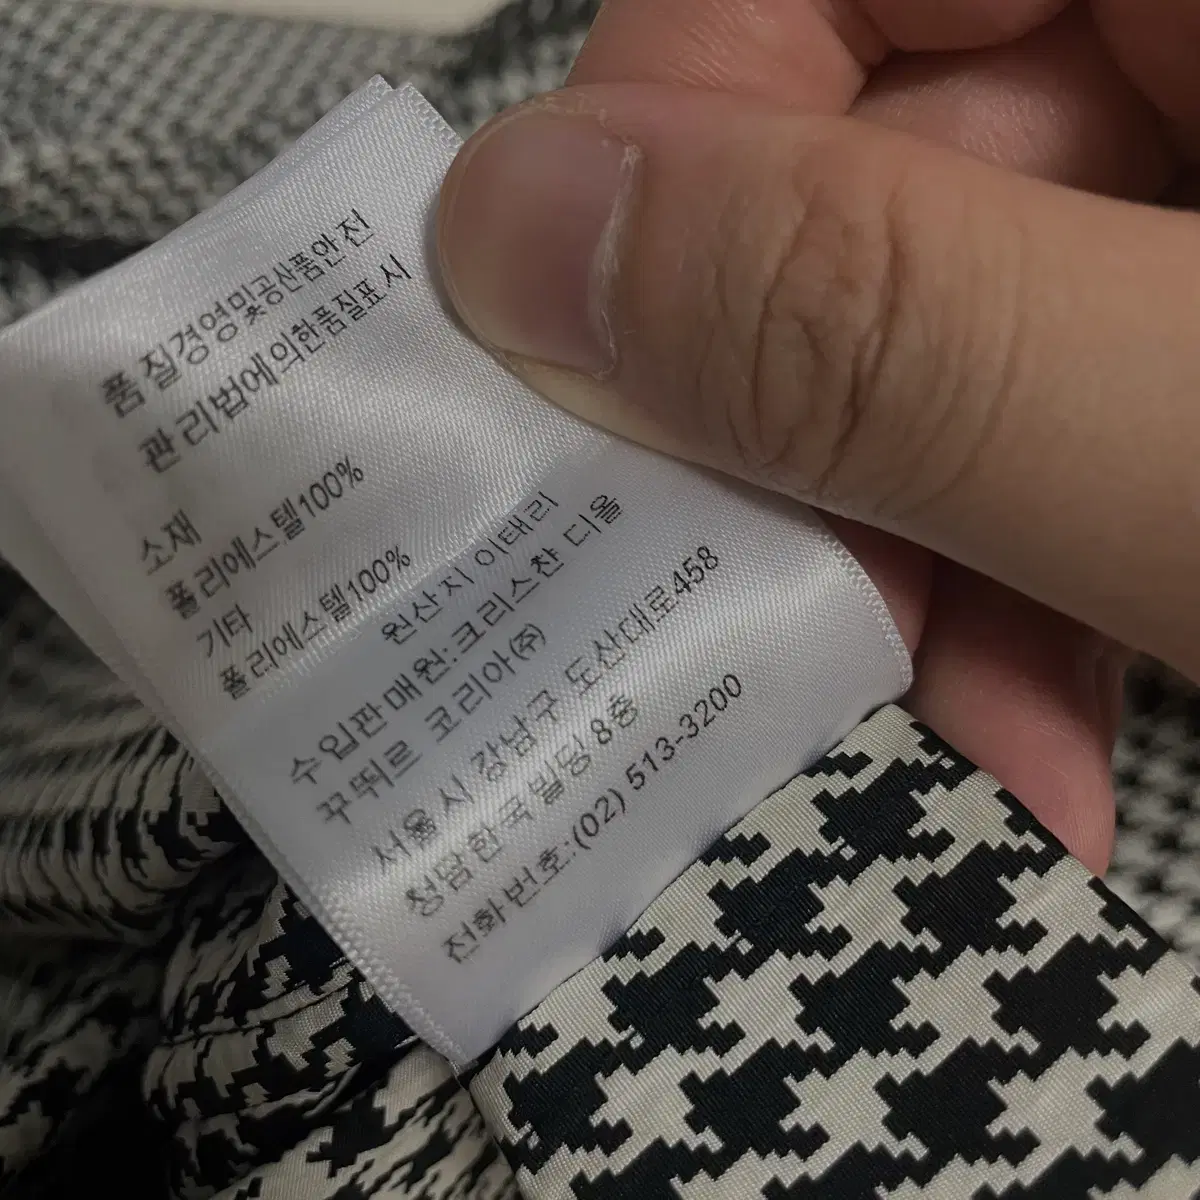 품질경영및공산품안전
관리법에의한품질표시
소재
폴리에스텔100%
기타
폴리에스텔100%
원산지 이태리
수입판매원:크리스챤 디올
꾸뛰르 코리아㈜
서울시 강남구 도산대로458
청담한국빌딩 8층
전화번호:(02) 513-3200